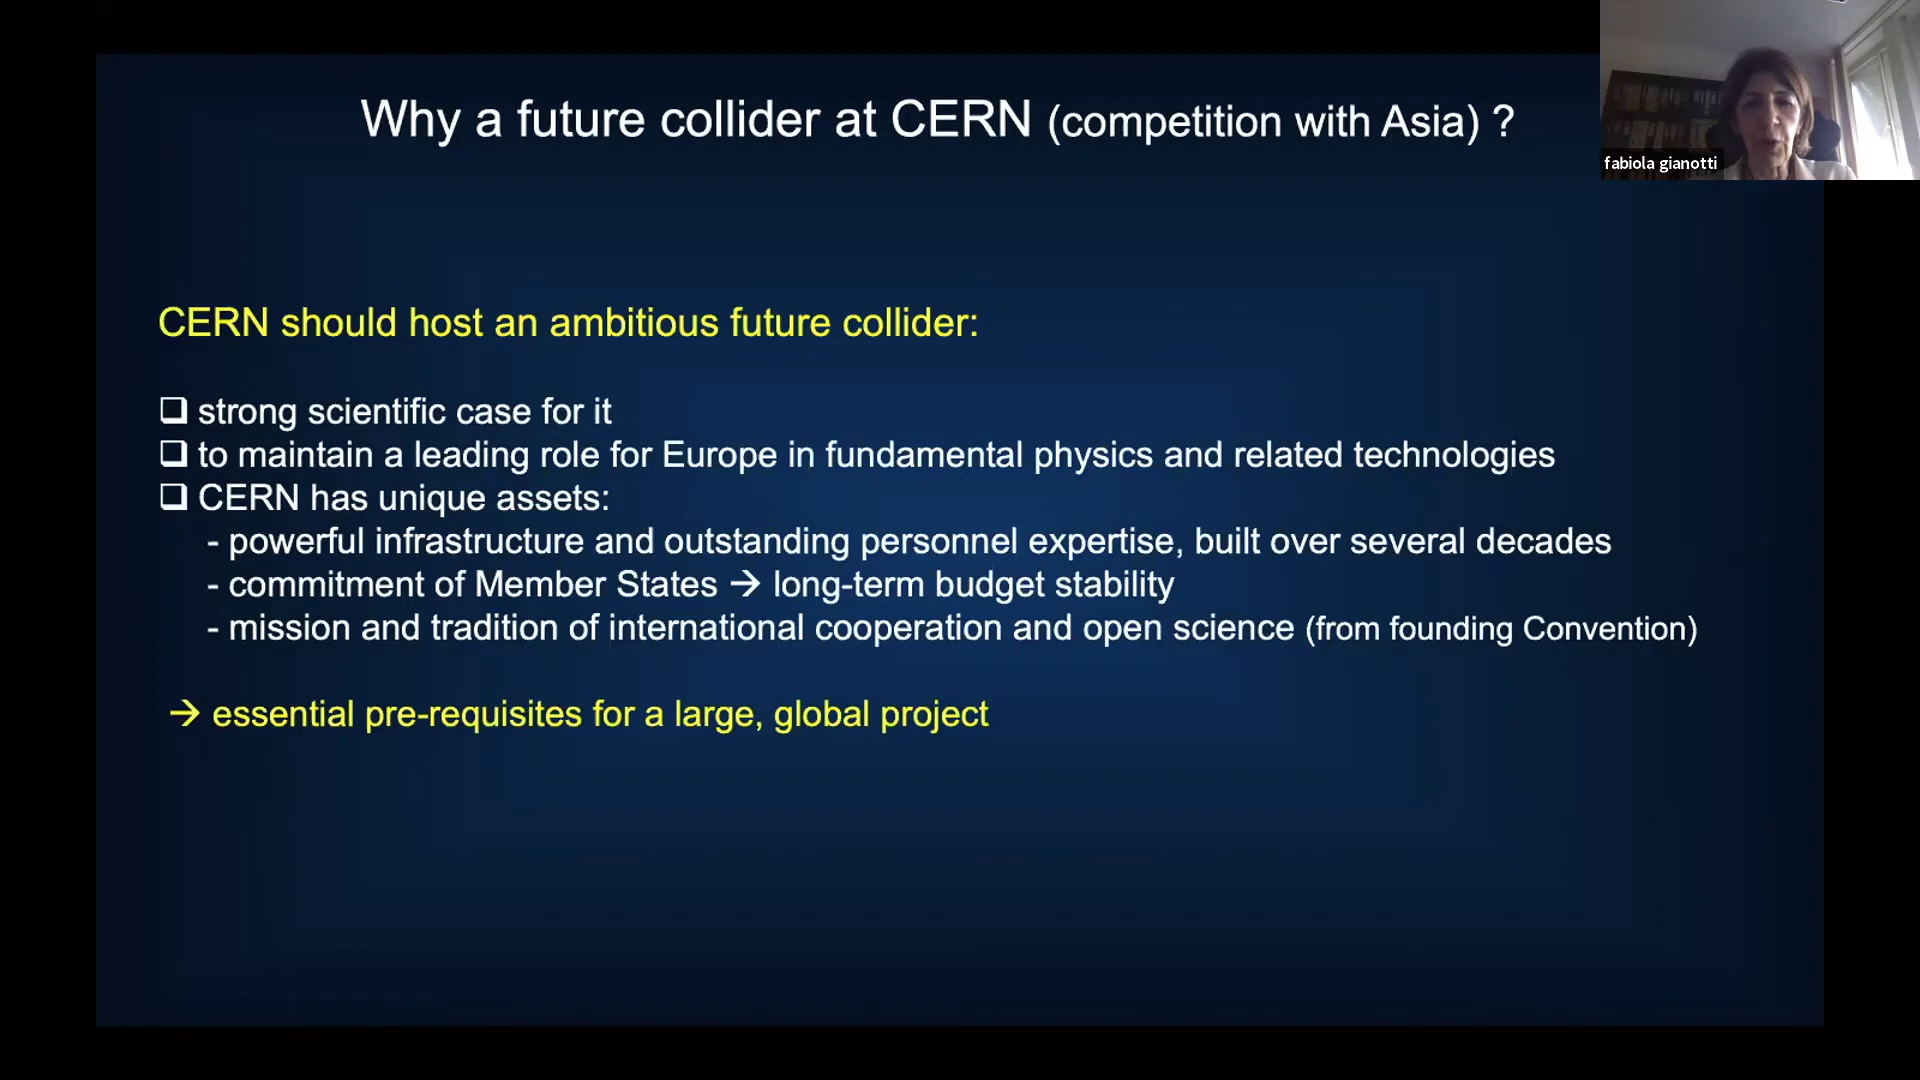 Why a future collider at CERN (competition with Asia) ?
fabiola gianotti
CERN should host an ambitious future collider:
❑ strong scientific case for it
❑ to maintain a leading role for Europe in fundamental physics and related technologies
❑ CERN has unique assets:
- powerful infrastructure and outstanding personnel expertise, built over several decades
- commitment of Member States → long-term budget stability
- mission and tradition of international cooperation and open science (from founding Convention)
→ essential pre-requisites for a large, global project